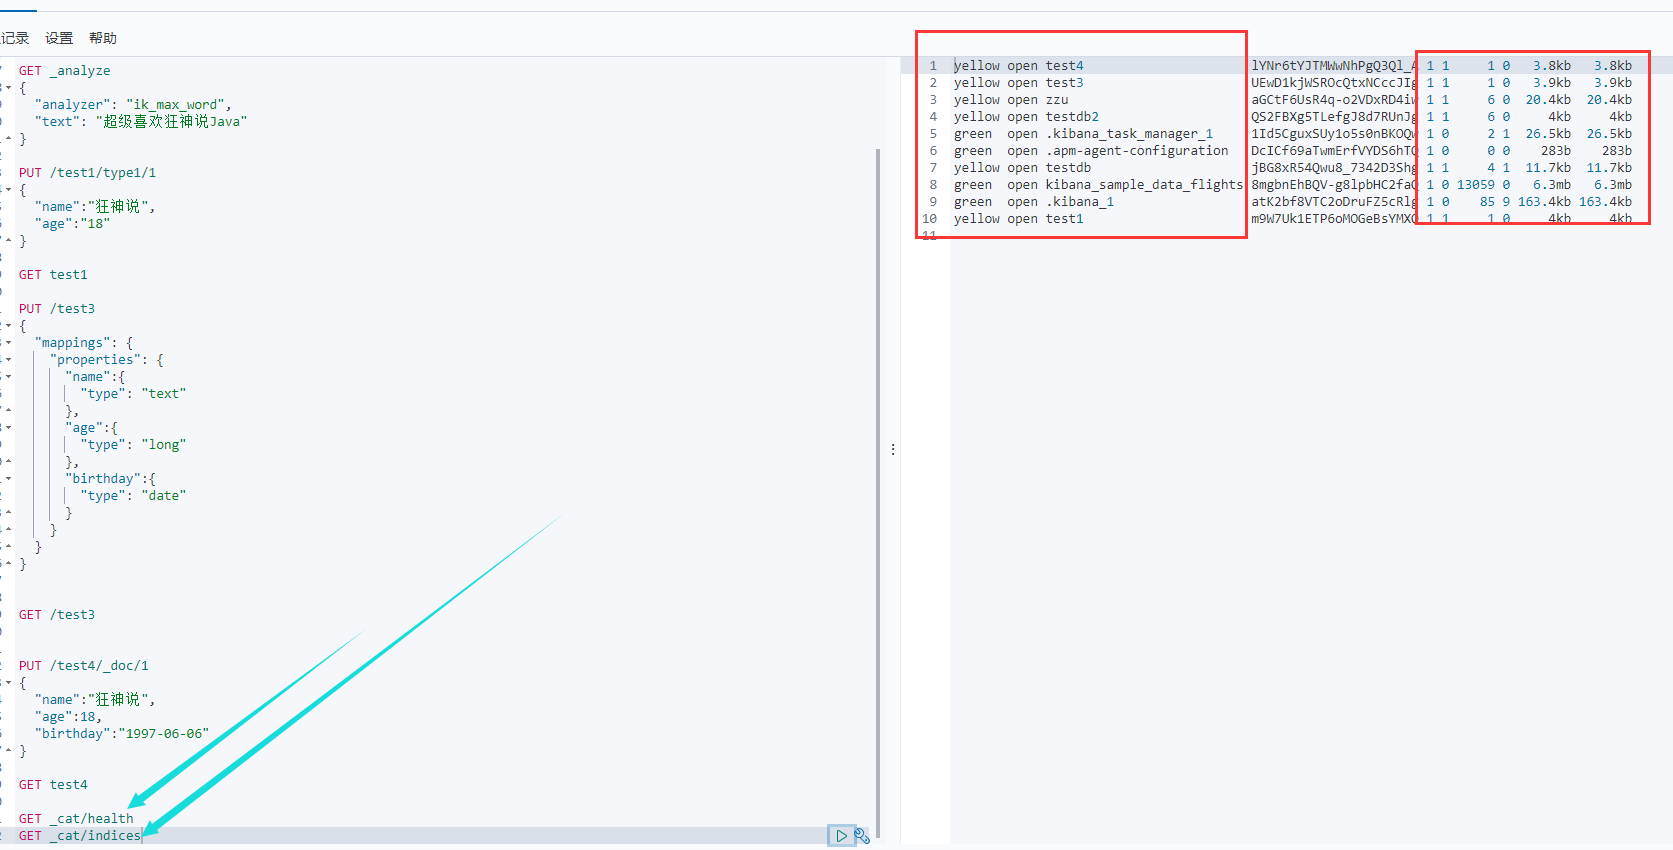 记录 设置 帮助
GET _analyze
{
"analyzer": "ik_max_word",
"text": "超级喜欢狂神说Java"
}
PUT /test1/type1/1
{
"name":"狂神说",
"age":"18"
}
GET test1
PUT /test3
{
"mappings": {
"properties": {
"name":{
"type": "text"
},
"age":{
"type": "long"
},
"birthday":{
"type": "date"
}
}
}
}
GET /test3
PUT /test4/_doc/1
{
"name":"狂神说",
"age":18,
"birthday":"1997-06-06"
}
GET test4
GET _cat/health
GET _cat/indices
1 yellow open test4 lYNr6tYJTMWwNhPgQ3Ql_A 1 1 1 0 3.8kb 3.8kb
2 yellow open test3 UEwD1kjWSROcQtxNCccJIg 1 1 1 0 3.9kb 3.9kb
3 yellow open zzu aGCtF6UsR4q-o2VDxRD4iw 1 1 6 0 20.4kb 20.4kb
4 yellow open testdb2 QS2FBXg5TLefgJ8d7RUnJg 1 1 6 0 4kb 4kb
5 green open .kibana_task_manager_1 1Id5CguxSUy1o5s0nBKOQw 1 0 2 1 26.5kb 26.5kb
6 green open .apm-agent-configuration DcICf69aTwmErfVYDS6hTQ 1 0 0 0 283b 283b
7 yellow open testdb jBG8xR54Qwu8_7342D3Shg 1 1 4 1 11.7kb 11.7kb
8 green open kibana_sample_data_flights 8mgbnEhBQV-g8lpbHC2faQ 1 0 13059 0 6.3mb 6.3mb
9 green open .kibana_1 atK2bf8VTC2oDruFZ5cRlg 1 0 85 9 163.4kb 163.4kb
10 yellow open test1 m9W7Uk1ETP6oMOGeBsYMXQ 1 1 1 0 4kb 4kb
11